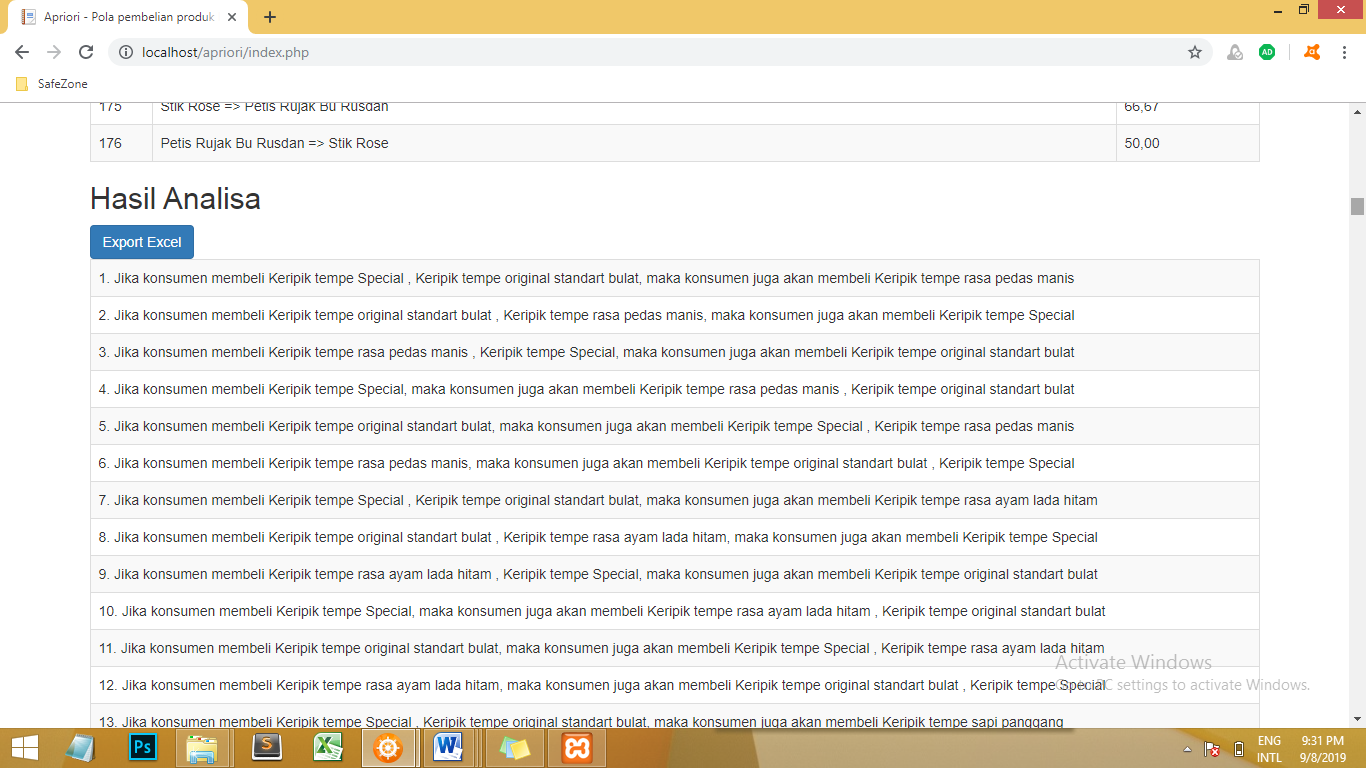 Apriori - Pola pembelian produk
localhost/apriori/index.php
AD
SafeZone
175 Stik Rose => Petis Rujak Bu Rusdan 66,67
176 Petis Rujak Bu Rusdan => Stik Rose 50,00
Hasil Analisa
Export Excel
1. Jika konsumen membeli Keripik tempe Special , Keripik tempe original standart bulat, maka konsumen juga akan membeli Keripik tempe rasa pedas manis
2. Jika konsumen membeli Keripik tempe original standart bulat , Keripik tempe rasa pedas manis, maka konsumen juga akan membeli Keripik tempe Special
3. Jika konsumen membeli Keripik tempe rasa pedas manis , Keripik tempe Special, maka konsumen juga akan membeli Keripik tempe original standart bulat
4. Jika konsumen membeli Keripik tempe Special, maka konsumen juga akan membeli Keripik tempe rasa pedas manis , Keripik tempe original standart bulat
5. Jika konsumen membeli Keripik tempe original standart bulat, maka konsumen juga akan membeli Keripik tempe Special , Keripik tempe rasa pedas manis
6. Jika konsumen membeli Keripik tempe rasa pedas manis, maka konsumen juga akan membeli Keripik tempe original standart bulat , Keripik tempe Special
7. Jika konsumen membeli Keripik tempe Special , Keripik tempe original standart bulat, maka konsumen juga akan membeli Keripik tempe rasa ayam lada hitam
8. Jika konsumen membeli Keripik tempe original standart bulat , Keripik tempe rasa ayam lada hitam, maka konsumen juga akan membeli Keripik tempe Special
9. Jika konsumen membeli Keripik tempe rasa ayam lada hitam , Keripik tempe Special, maka konsumen juga akan membeli Keripik tempe original standart bulat
10. Jika konsumen membeli Keripik tempe Special, maka konsumen juga akan membeli Keripik tempe rasa ayam lada hitam , Keripik tempe original standart bulat
11. Jika konsumen membeli Keripik tempe original standart bulat, maka konsumen juga akan membeli Keripik tempe Special , Keripik tempe rasa ayam lada hitam
Activate Windows
12. Jika konsumen membeli Keripik tempe rasa ayam lada hitam, maka konsumen juga akan membeli Keripik tempe original standart bulat , Keripik tempe Special
settings to activate Windows.
13. Jika konsumen membeli Keripik tempe Special , Keripik tempe original standart bulat, maka konsumen juga akan membeli Keripik tempe sapi panggang
Ps
S
X
W
ENG 9:31 PM
INTL 9/8/2019